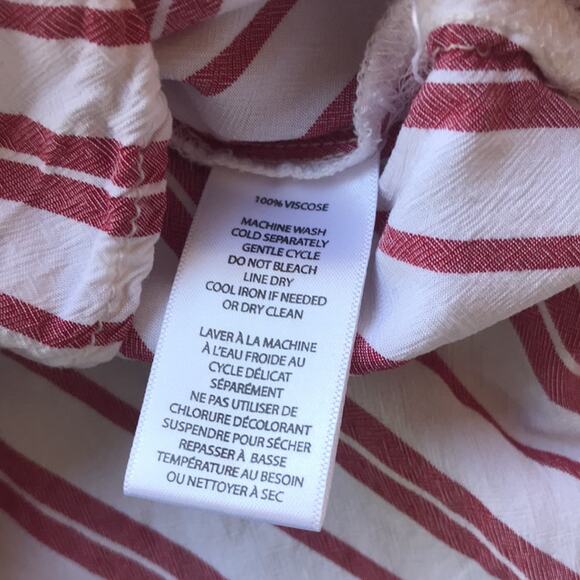 100% VISCOSE
MACHINE WASH
COLD SEPARATELY
GENTLE CYCLE
DO NOT BLEACH
LINE DRY
COOL IRON IF NEEDED
OR DRY CLEAN
LAVER À LA MACHINE
À L'EAU FROIDE AU
CYCLE DÉLICAT
SÉPARÉMENT
NE PAS UTILISER DE
CHLORURE DÉCOLORANT
SUSPENDRE POUR SÉCHER
REPASSER À BASSE
TEMPÉRATURE AU BESOIN
OU NETTOYER À SEC